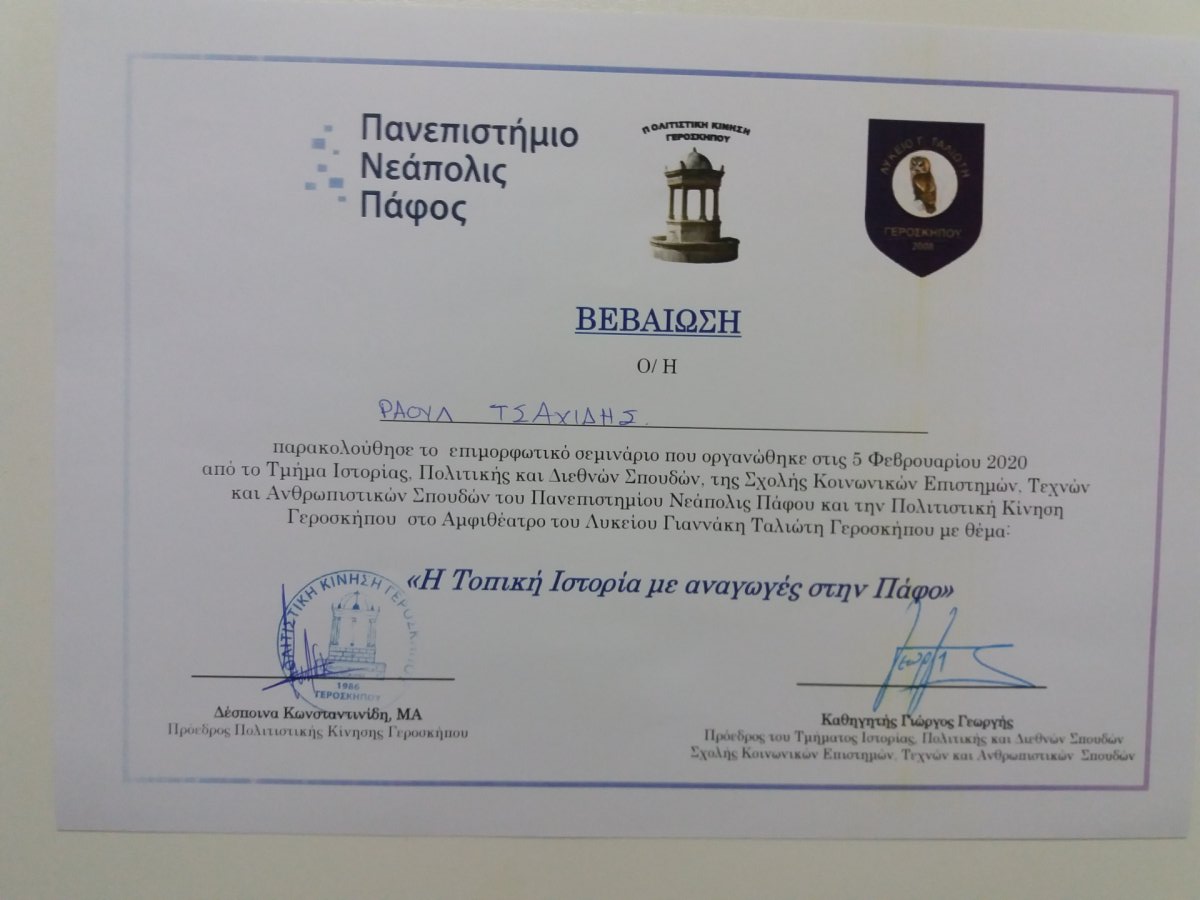 Πανεπιστήμιο
Νεάπολις
Πάφος
ΠΟΛΙΤΙΣΤΙΚΗ ΚΙΝΗΣΗ
ΓΕΡΟΣΚΗΠΟΥ
ΛΥΚΕΙΟ Γ. ΤΑΛΙΩΤΗ
ΓΕΡΟΣΚΗΠΟΥ
2008
ΒΕΒΑΙΩΣΗ
Ο/ Η
ΡΑΟΥΛ ΤΣΑΧΙΔΗΣ
παρακολούθησε το επιμορφωτικό σεμινάριο που οργανώθηκε στις 5 Φεβρουαρίου 2020
από το Τμήμα Ιστορίας, Πολιτικής και Διεθνών Σπουδών, της Σχολής Κοινωνικών Επιστημών, Τεχνών
και Ανθρωπιστικών Σπουδών του Πανεπιστημίου Νεάπολις Πάφου και την Πολιτιστική Κίνηση
Γεροσκήπου στο Αμφιθέατρο του Λυκείου Γιαννάκη Ταλιώτη Γεροσκήπου με θέμα:
«Η Τοπική Ιστορία με αναγωγές στην Πάφο»
ΠΟΛΙΤΙΣΤΙΚΗ ΚΙΝΗΣΗ ΓΕΡΟΣΚΗΠΟΥ
1986
ΓΕΡΟΣΚΗΠΟΥ
Δέσποινα Κωνσταντινίδη, ΜΑ
Πρόεδρος Πολιτιστικής Κίνησης Γεροσκήπου
Καθηγητής Γιώργος Γεωργής
Πρόεδρος του Τμήματος Ιστορίας, Πολιτικής και Διεθνών Σπουδών
Σχολής Κοινωνικών Επιστημών, Τεχνών και Ανθρωπιστικών Σπουδών